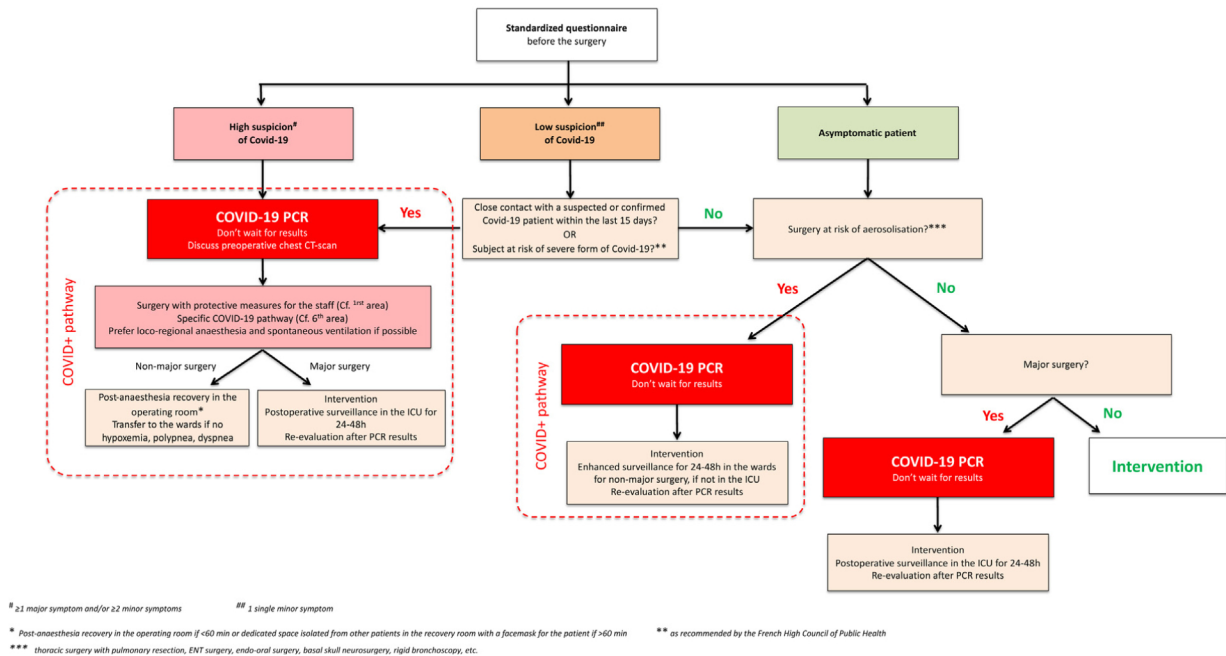 Standardized questionnaire
before the surgery
High suspicion#
of Covid-19
Low suspicion##
of Covid-19
Asymptomatic patient
COVID-19 PCR
Don't wait for results
Discuss preoperative chest CT-scan
Yes
Close contact with a suspected or confirmed
Covid-19 patient within the last 15 days?
OR
Subject at risk of severe form of Covid-19?**
No
Surgery at risk of aerosolisation?***
COVID+ pathway
Surgery with protective measures for the staff (Cf. 1rst area)
Specific COVID-19 pathway (Cf. 6th area)
Prefer loco-regional anaesthesia and spontaneous ventilation if possible
Non-major surgery
Major surgery
Post-anaesthesia recovery in the
operating room*
Transfer to the wards if no
hypoxemia, polypnea, dyspnea
Intervention
Postoperative surveillance in the ICU for
24-48h
Re-evaluation after PCR results
Yes
No
COVID+ pathway
COVID-19 PCR
Don't wait for results
Intervention
Enhanced surveillance for 24-48h in the wards
for non-major surgery, if not in the ICU
Re-evaluation after PCR results
Major surgery?
Yes
No
COVID-19 PCR
Don't wait for results
Intervention
Intervention
Postoperative surveillance in the ICU for 24-48h
Re-evaluation after PCR results
# ≥1 major symptom and/or ≥2 minor symptoms
## 1 single minor symptom
* Post-anaesthesia recovery in the operating room if <60 min or dedicated space isolated from other patients in the recovery room with a facemask for the patient if >60 min
** as recommended by the French High Council of Public Health
*** thoracic surgery with pulmonary resection, ENT surgery, endo-oral surgery, basal skull neurosurgery, rigid bronchoscopy, etc.